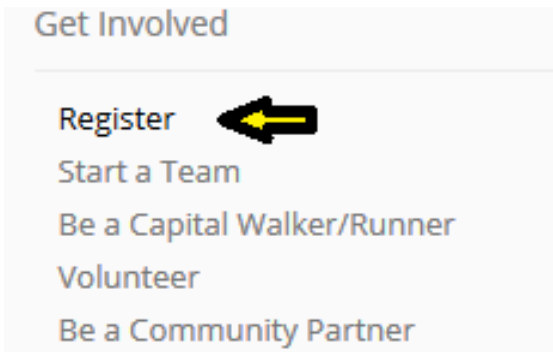 Get Involved
Register
Start a Team
Be a Capital Walker/Runner
Volunteer
Be a Community Partner